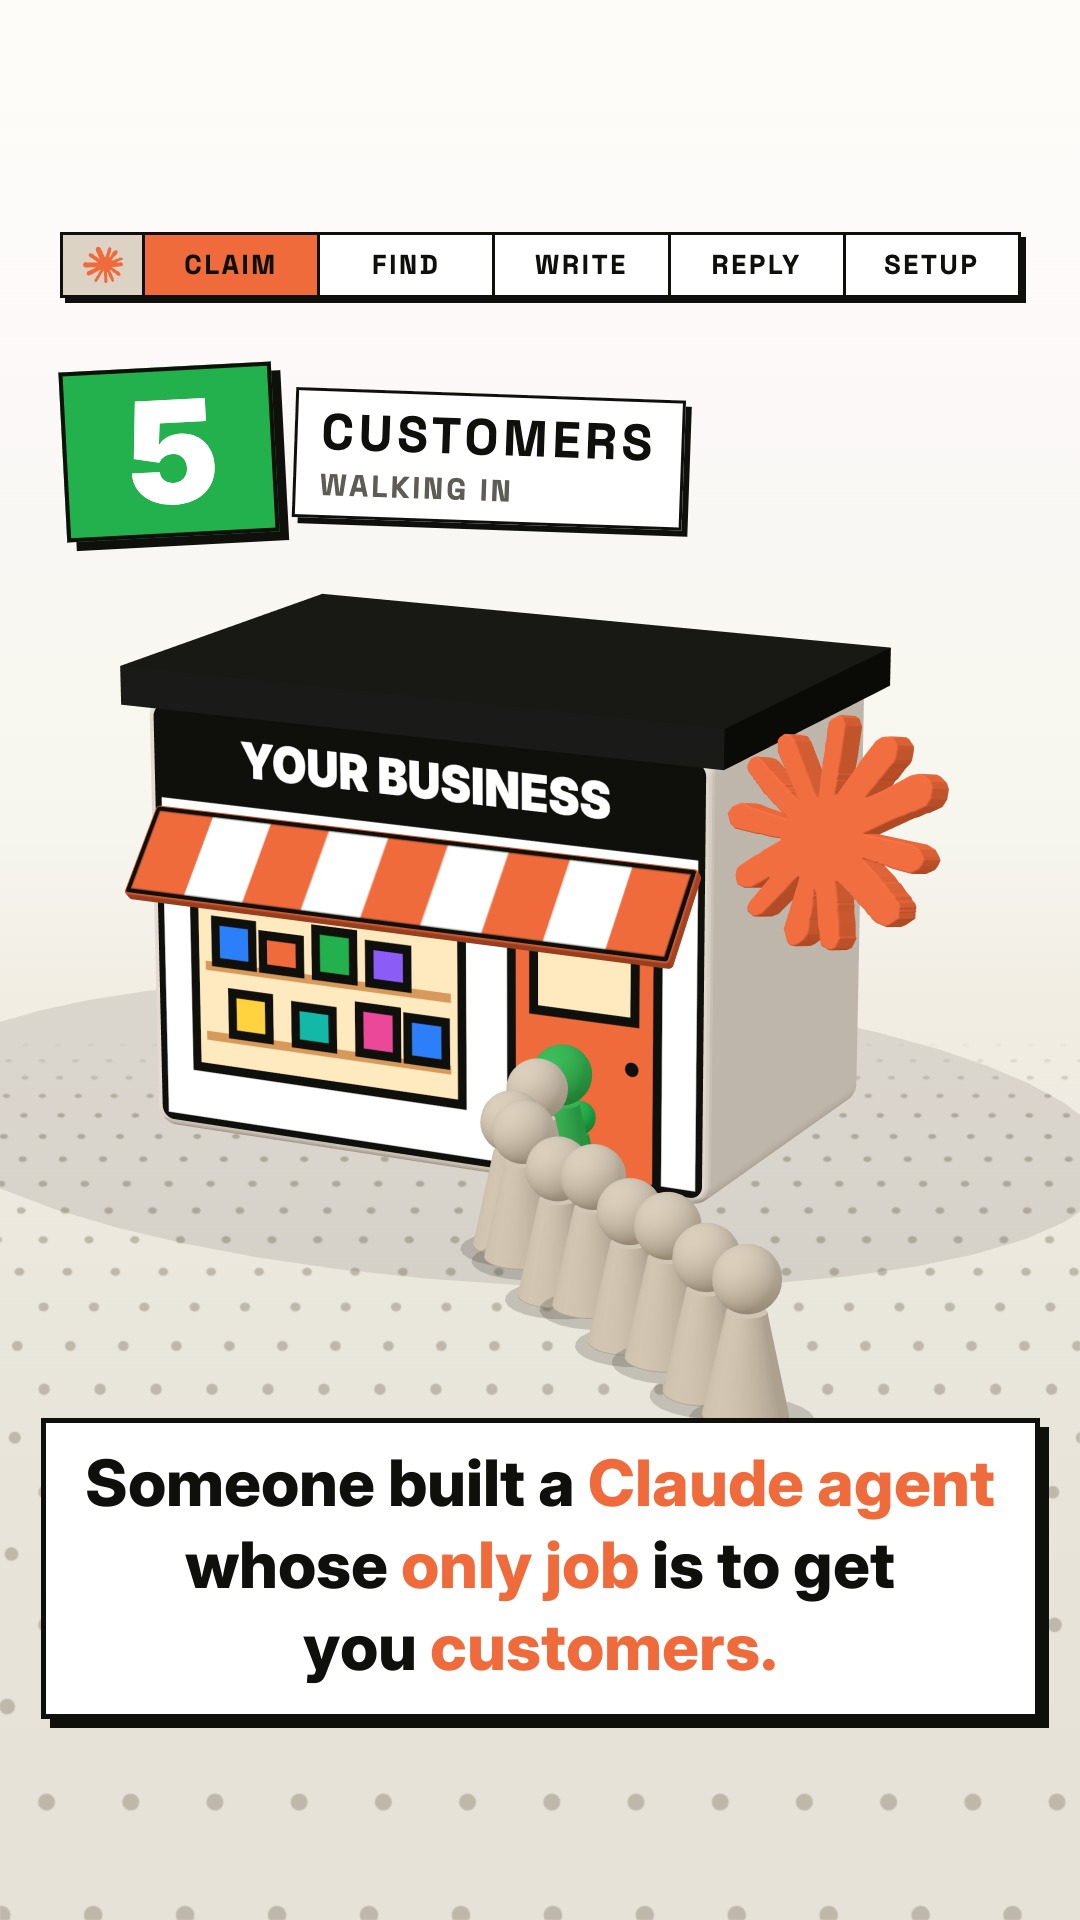 CLAIM FIND WRITE REPLY SETUP
5
CUSTOMERS
WALKING IN
YOUR BUSINESS
Someone built a Claude agent
whose only job is to get
you customers.